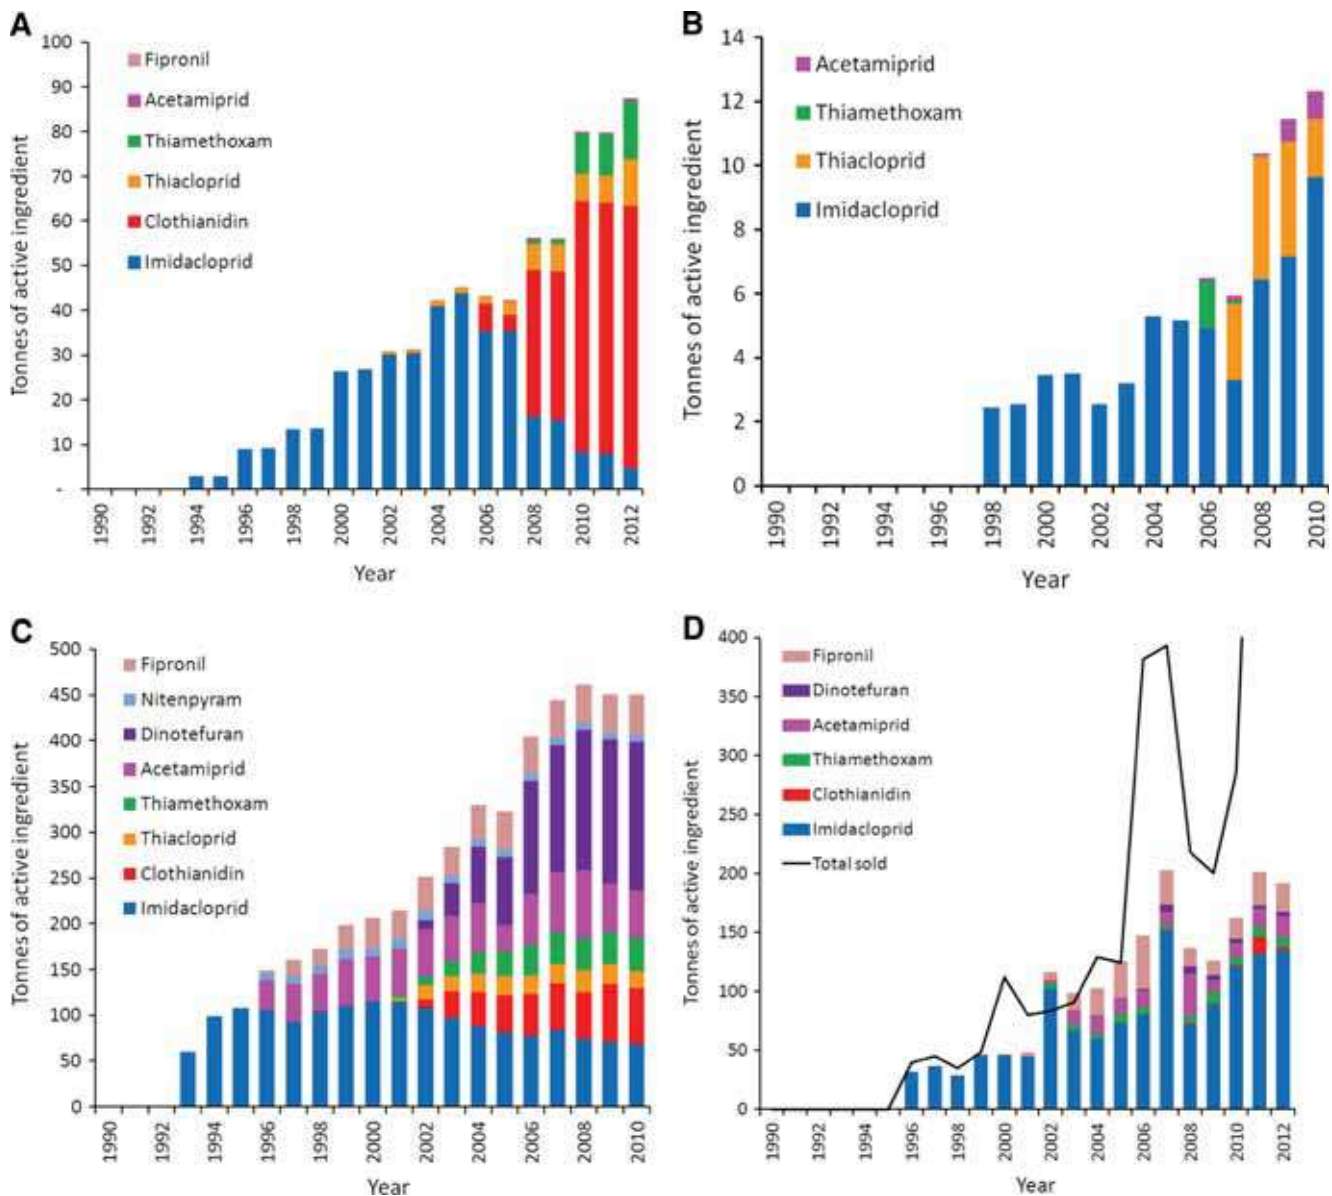 A
Tonnes of active ingredient
100
90
80
70
60
50
40
30
20
10
-
Fipronil
Acetamiprid
Thiamethoxam
Thiacloprid
Clothianidin
Imidacloprid
1990
1992
1994
1996
1998
2000
2002
2004
2006
2008
2010
2012
Year
B
Tonnes of active ingredient
14
12
10
8
6
4
2
0
Acetamiprid
Thiamethoxam
Thiacloprid
Imidacloprid
1990
1992
1994
1996
1998
2000
2002
2004
2006
2008
2010
Year
C
Tonnes of active ingredient
500
450
400
350
300
250
200
150
100
50
0
Fipronil
Nitenpyram
Dinotefuran
Acetamiprid
Thiamethoxam
Thiacloprid
Clothianidin
Imidacloprid
1990
1992
1994
1996
1998
2000
2002
2004
2006
2008
2010
Year
D
Tonnes of active ingredient
400
350
300
250
200
150
100
50
0
Fipronil
Dinotefuran
Acetamiprid
Thiamethoxam
Clothianidin
Imidacloprid
Total sold
1990
1992
1994
1996
1998
2000
2002
2004
2006
2008
2010
2012
Year